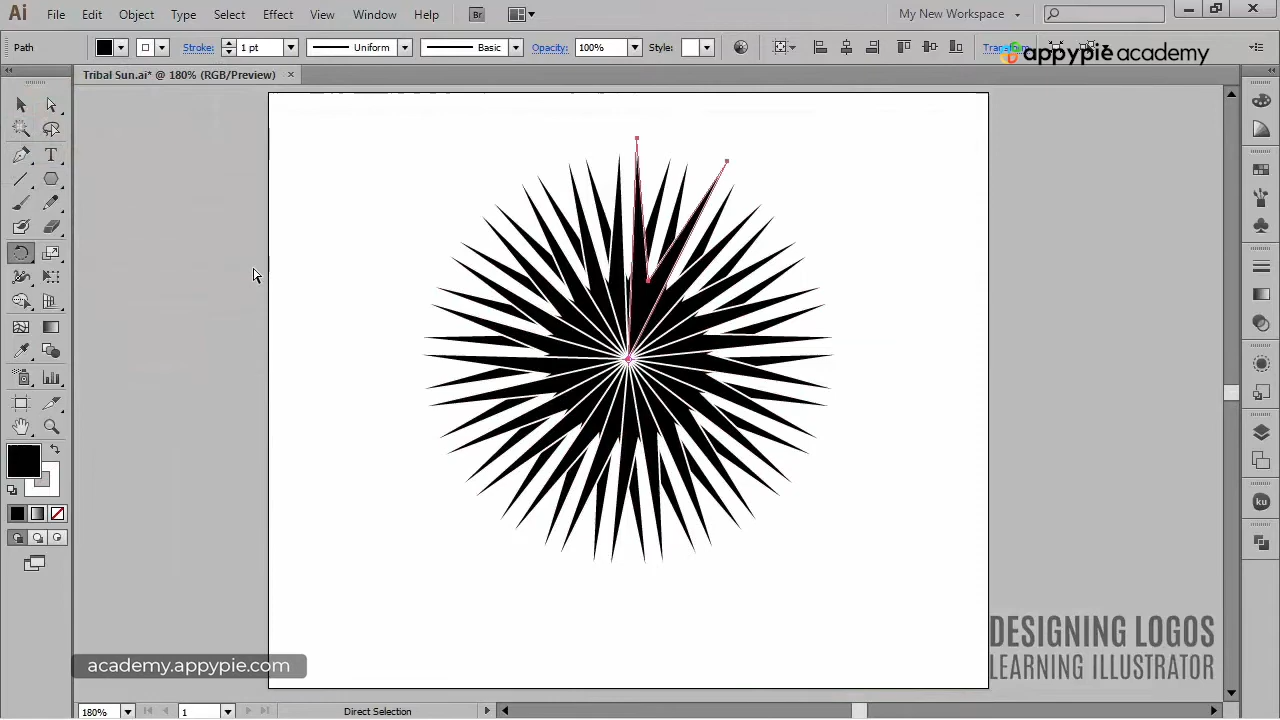 Ai File Edit Object Type Select Effect View Window Help Br My New Workspace
Path Stroke: 1 pt Uniform Basic Opacity: 100% Style: Transform
appypie academy
Tribal Sun.ai* @ 180% (RGB/Preview)
T
ku
DESIGNING LOGOS
LEARNING ILLUSTRATOR
academy.appypie.com
180% 1 Direct Selection